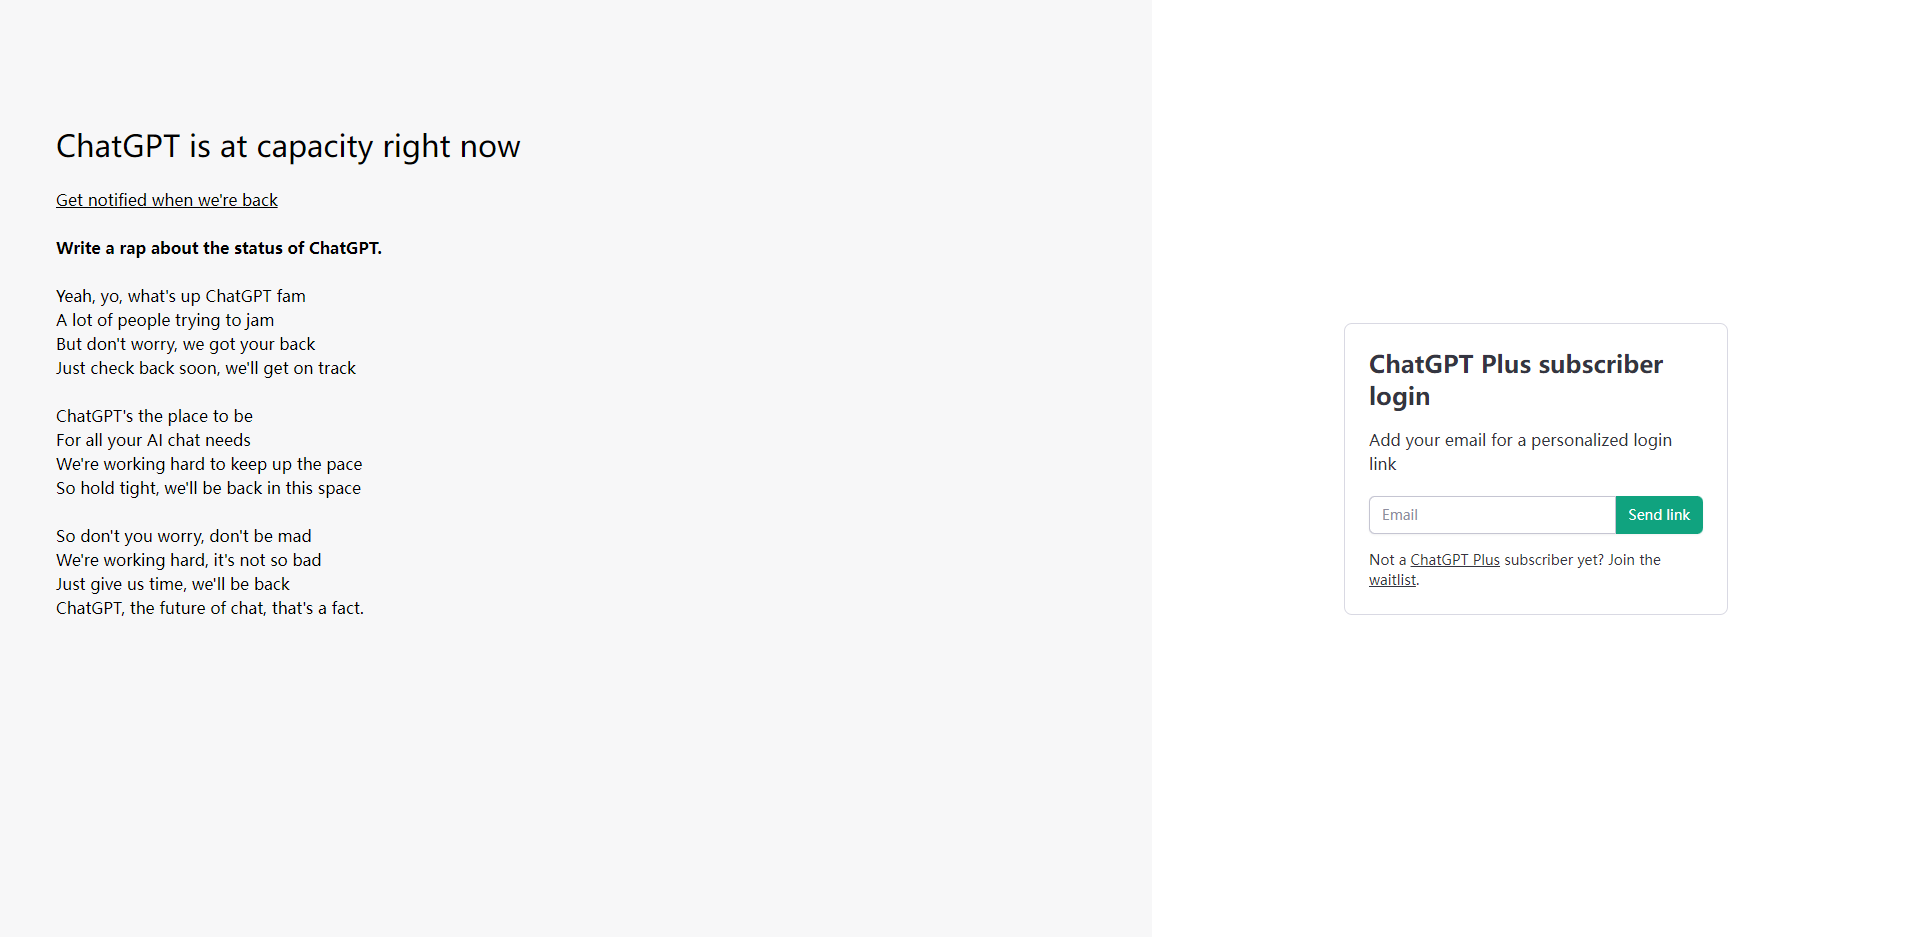 ChatGPT is at capacity right now
Get notified when we're back
Write a rap about the status of ChatGPT.
Yeah, yo, what's up ChatGPT fam
A lot of people trying to jam
But don't worry, we got your back
Just check back soon, we'll get on track
ChatGPT's the place to be
For all your AI chat needs
We're working hard to keep up the pace
So hold tight, we'll be back in this space
So don't you worry, don't be mad
We're working hard, it's not so bad
Just give us time, we'll be back
ChatGPT, the future of chat, that's a fact.
ChatGPT Plus subscriber
login
Add your email for a personalized login
link
Email
Send link
Not a ChatGPT Plus subscriber yet? Join the
waitlist.